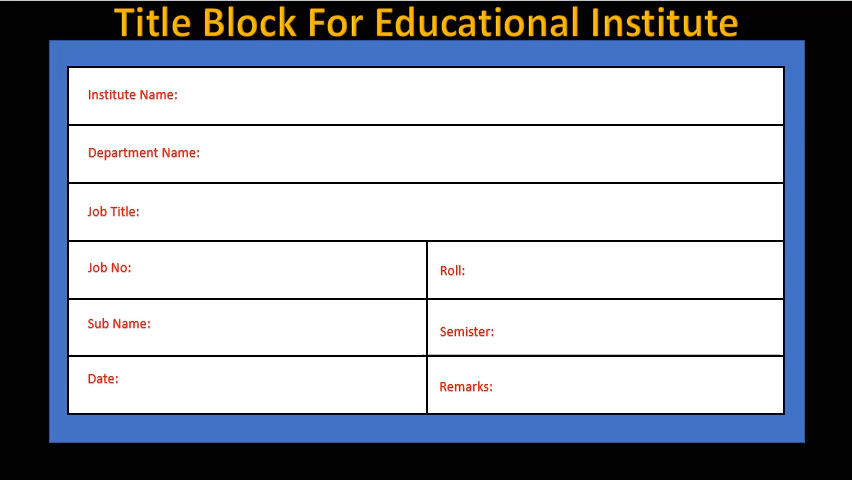 Title Block For Educational Institute
Institute Name:
Department Name:
Job Title:
Job No:
Roll:
Sub Name:
Semister:
Date:
Remarks: